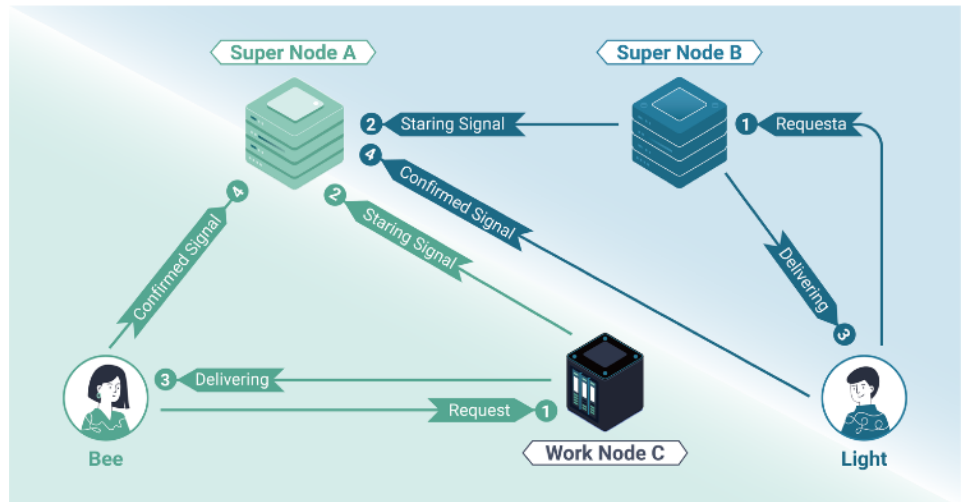 Super Node A
Super Node B
2 Staring Signal
1 Requesta
4 Confirmed Signal
2 Staring Signal
4 Confirmed Signal
Delivering 3
3 Delivering
Request 1
Bee
Work Node C
Light